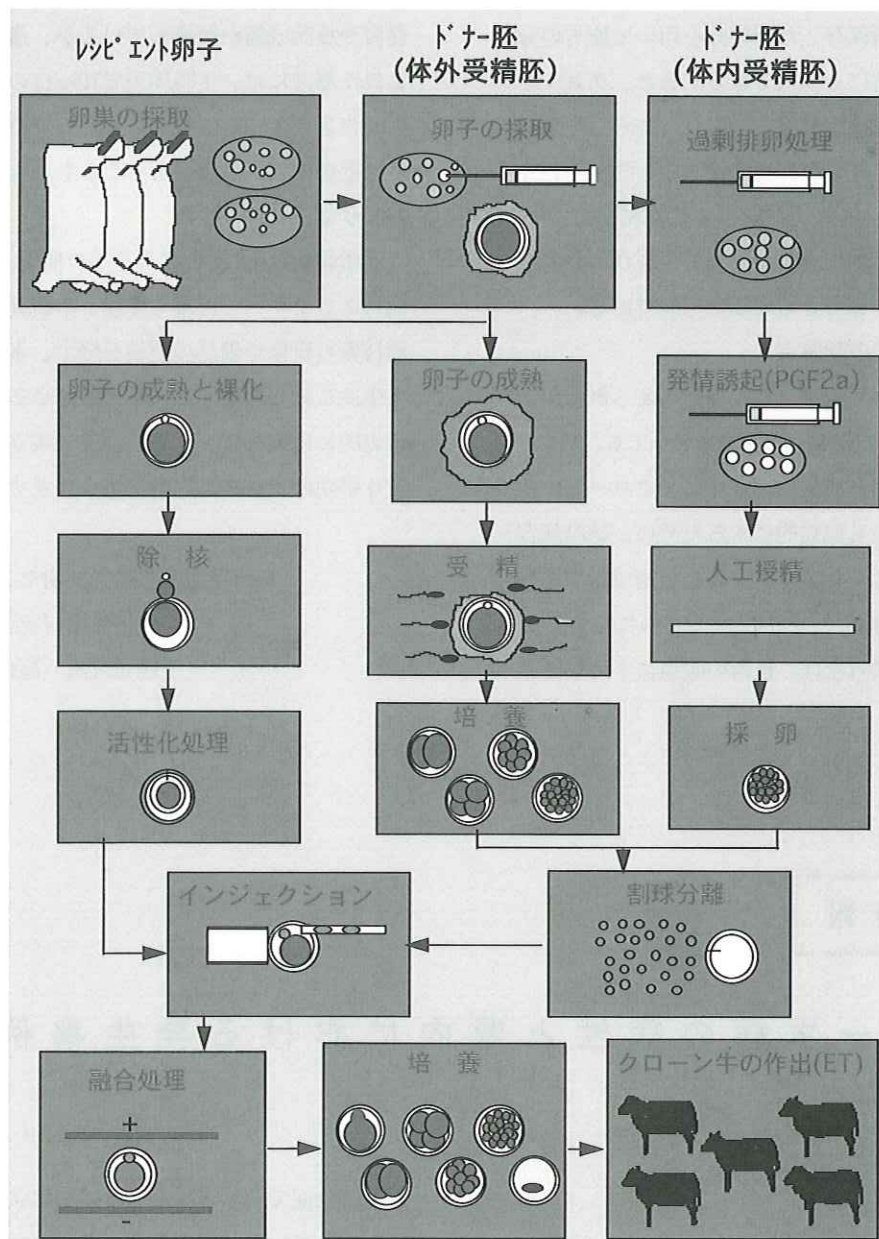 レシピエント卵子
ドナー胚
(体外受精胚)
ドナー胚
(体内受精胚)
卵巣の採取
卵子の採取
過剰排卵処理
卵子の成熟と裸化
卵子の成熟
発情誘起(PGF2a)
除 核
受 精
人工授精
活性化処理
培 養
採 卵
インジェクション
割球分離
融合処理
+
-
培 養
クローン牛の作出(ET)